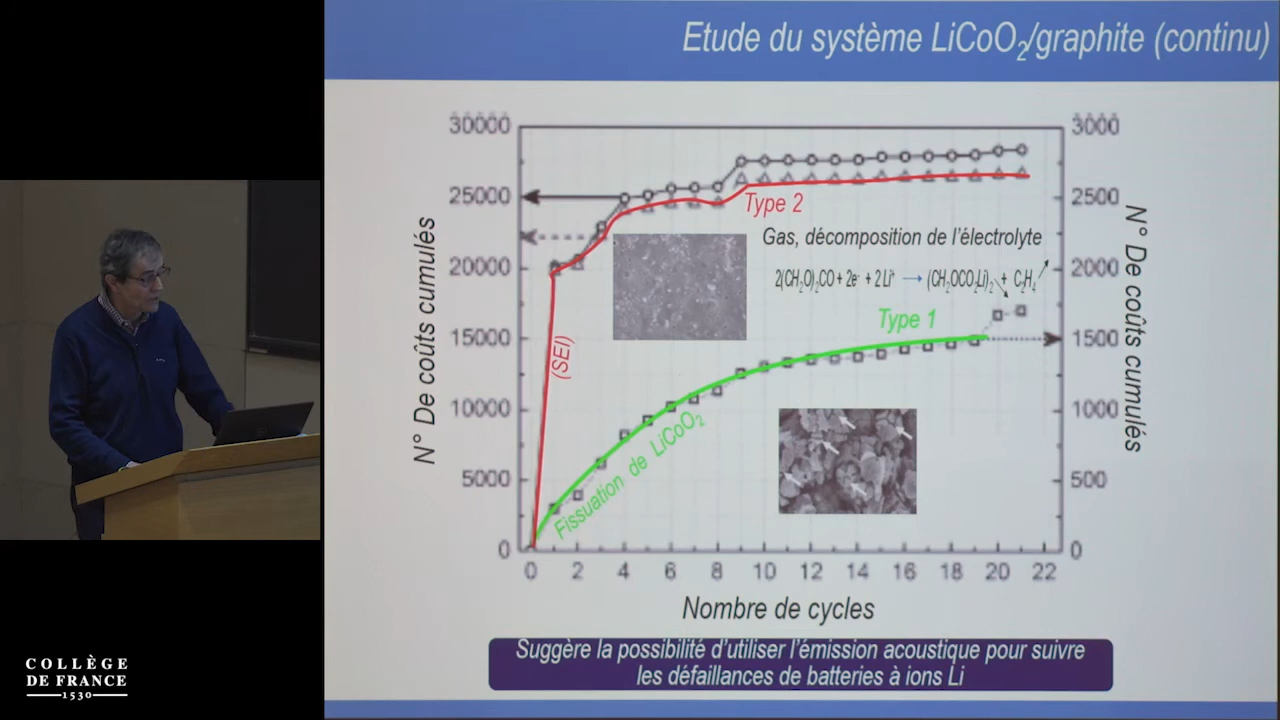 Etude du système LiCoO2/graphite (continu)
30000
25000
20000
15000
10000
5000
0
3000
2500
2000
1500
1000
500
0
N° De coûts cumulés
N° De coûts cumulés
Type 2
Gas, décomposition de l'électrolyte
2(CH2O)2CO + 2e- + 2 Li+ → (CH2OCO2Li)2 + C2H4
Type 1
(SEI)
Fissuation de LiCoO2
0 2 4 6 8 10 12 14 16 18 20 22
Nombre de cycles
Suggère la possibilité d'utiliser l'émission acoustique pour suivre
les défaillances de batteries à ions Li
COLLÈGE
DE FRANCE
1530